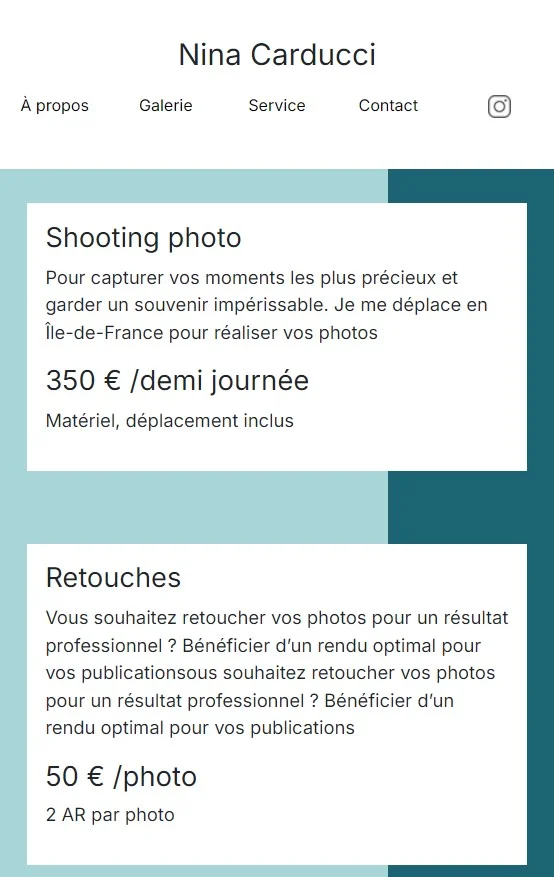 Nina Carducci
À propos Galerie Service Contact
Shooting photo
Pour capturer vos moments les plus précieux et
garder un souvenir impérissable. Je me déplace en
Île-de-France pour réaliser vos photos
350 € /demi journée
Matériel, déplacement inclus
Retouches
Vous souhaitez retoucher vos photos pour un résultat
professionnel ? Bénéficier d’un rendu optimal pour
vos publicationsous souhaitez retoucher vos photos
pour un résultat professionnel ? Bénéficier d’un
rendu optimal pour vos publications
50 € /photo
2 AR par photo